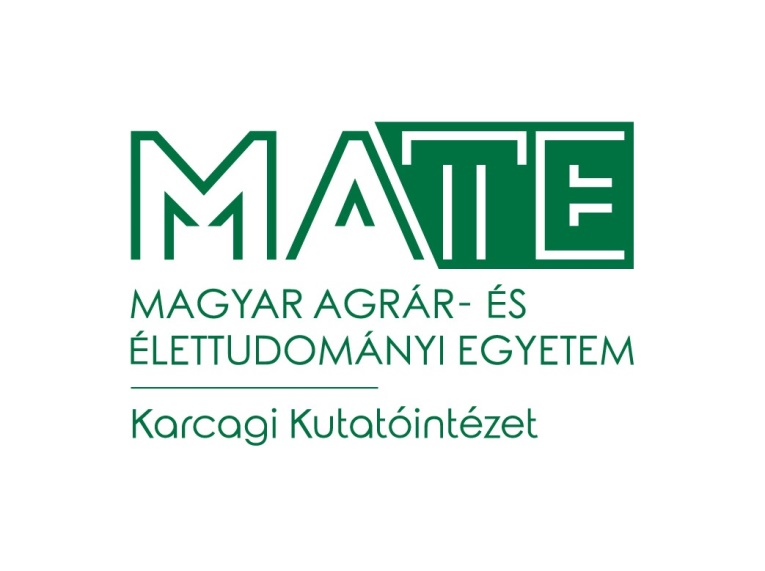 MATE
MAGYAR AGRÁR- ÉS
ÉLETTUDOMÁNYI EGYETEM
Karcagi Kutatóintézet